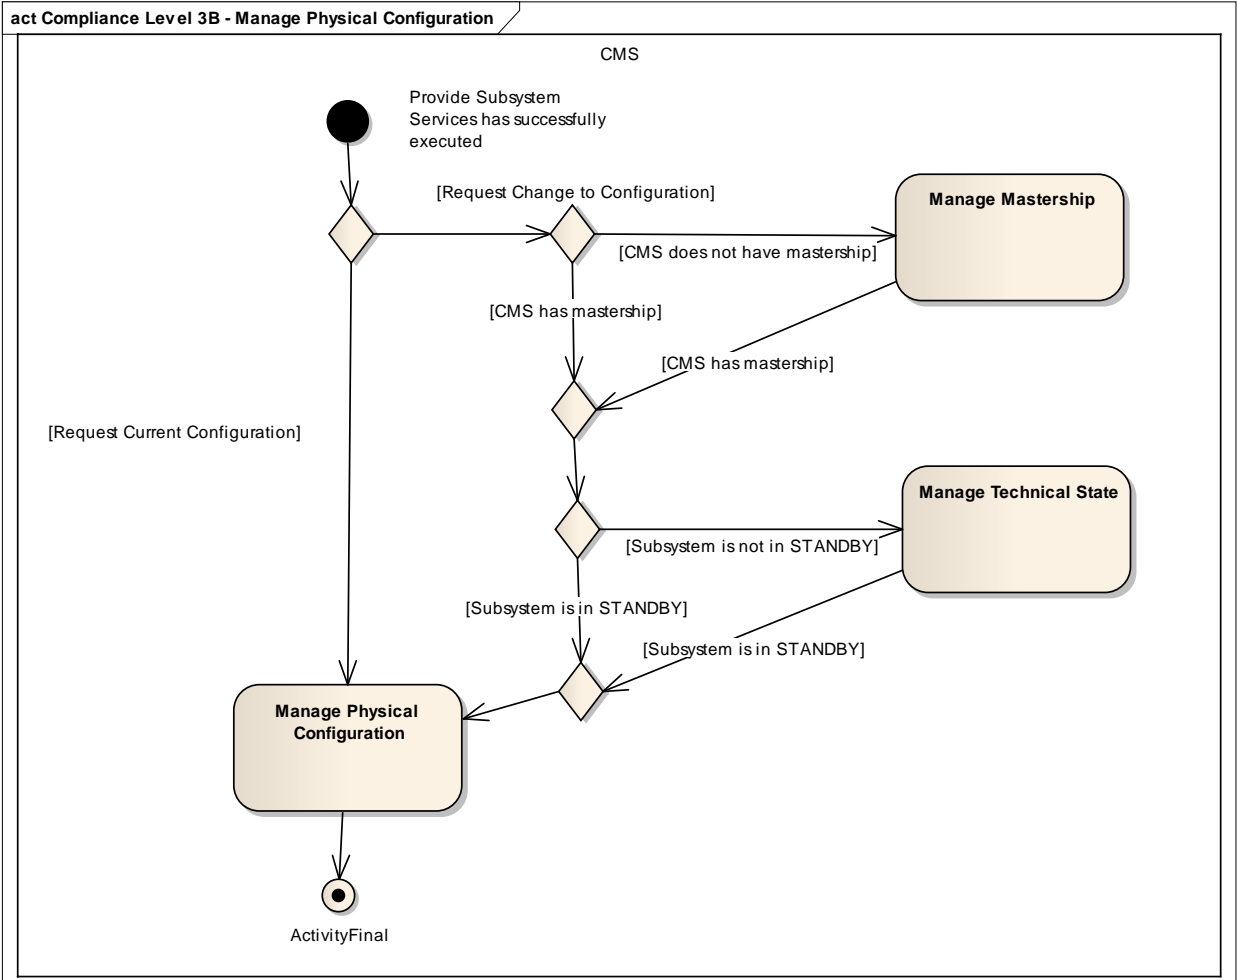 act Compliance Level 3B - Manage Physical Configuration
CMS
Provide Subsystem
Services has successfully
executed
[Request Change to Configuration]
Manage Mastership
[CMS does not have mastership]
[CMS has mastership]
[CMS has mastership]
[Request Current Configuration]
Manage Technical State
[Subsystem is not in STANDBY]
[Subsystem is in STANDBY]
[Subsystem is in STANDBY]
Manage Physical
Configuration
ActivityFinal